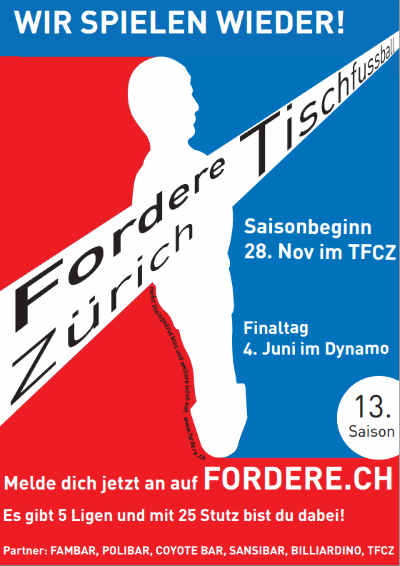 WIR SPIELEN WIEDER!
Fordere Tischfussball
Zürich
Saisonbeginn
28. Nov im TFCZ
Finaltag
4. Juni im Dynamo
13.
Saison
Melde dich jetzt an auf FORDERE.CH
Es gibt 5 Ligen und mit 25 Stutz bist du dabei!
Partner: FAMBAR, POLIBAR, COYOTE BAR, SANSIBAR, BILLIARDINO, TFCZ